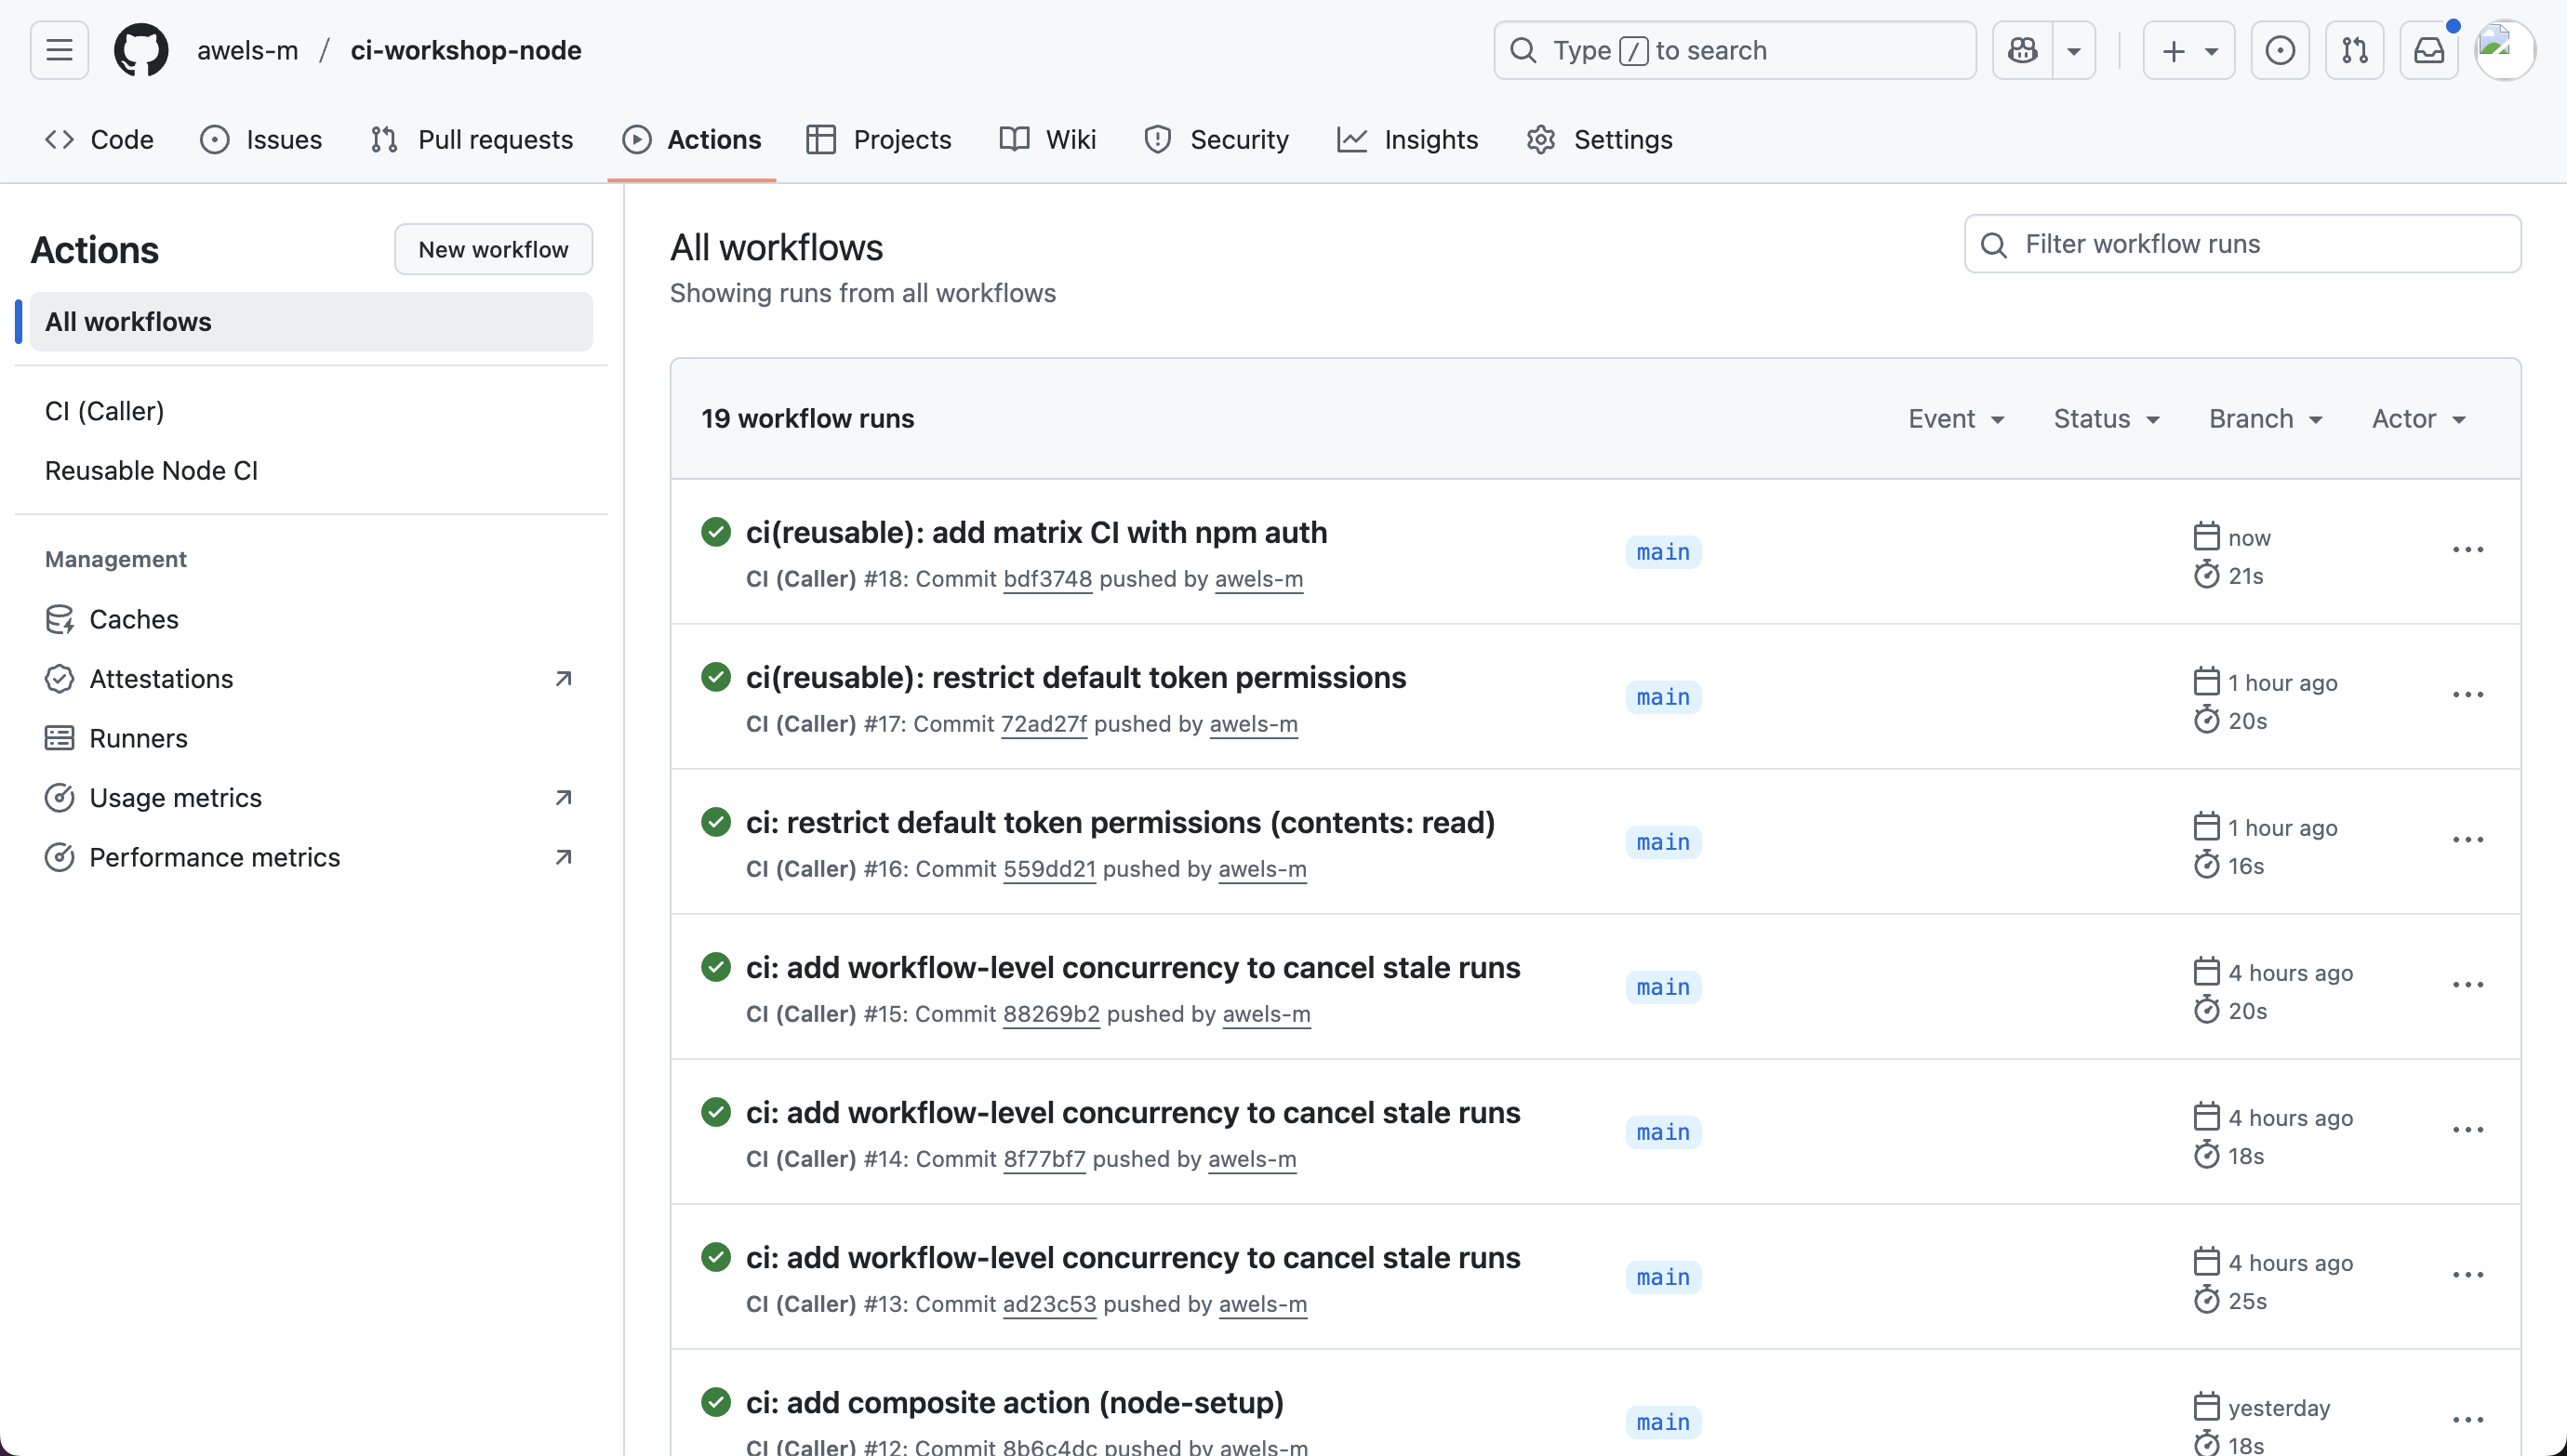 awels-m / ci-workshop-node
Type / to search
Code Issues Pull requests Actions Projects Wiki Security Insights Settings
Actions
New workflow
All workflows
CI (Caller)
Reusable Node CI
Management
Caches
Attestations
Runners
Usage metrics
Performance metrics
All workflows
Showing runs from all workflows
Filter workflow runs
19 workflow runs
Event Status Branch Actor
ci(reusable): add matrix CI with npm auth
CI (Caller) #18: Commit bdf3748 pushed by awels-m
main
now
21s
ci(reusable): restrict default token permissions
CI (Caller) #17: Commit 72ad27f pushed by awels-m
main
1 hour ago
20s
ci: restrict default token permissions (contents: read)
CI (Caller) #16: Commit 559dd21 pushed by awels-m
main
1 hour ago
16s
ci: add workflow-level concurrency to cancel stale runs
CI (Caller) #15: Commit 88269b2 pushed by awels-m
main
4 hours ago
20s
ci: add workflow-level concurrency to cancel stale runs
CI (Caller) #14: Commit 8f77bf7 pushed by awels-m
main
4 hours ago
18s
ci: add workflow-level concurrency to cancel stale runs
CI (Caller) #13: Commit ad23c53 pushed by awels-m
main
4 hours ago
25s
ci: add composite action (node-setup)
CI (Caller) #12: Commit 8b6c4dc pushed by awels-m
main
yesterday
18s